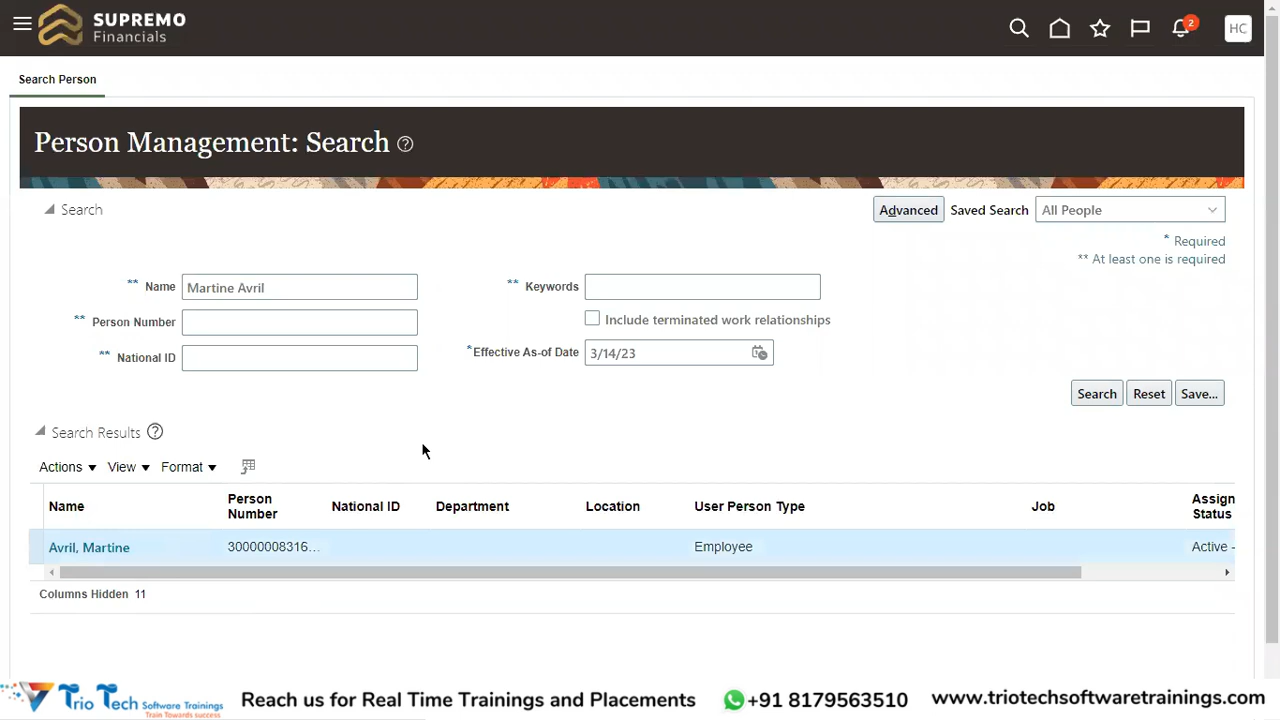 SUPREMO
Financials
2
HC
Search Person
Person Management: Search ?
Search
Advanced Saved Search All People
* Required
** At least one is required
** Name Martine Avril
** Keywords
** Person Number
Include terminated work relationships
** National ID
*Effective As-of Date 3/14/23
Search Reset Save...
Search Results ?
Actions View Format
Name Person Number National ID Department Location User Person Type Job Assign Status
Avril, Martine 30000008316... Employee Active -
Columns Hidden 11
Trio Tech Software Trainings
Train Towards success
Reach us for Real Time Trainings and Placements +91 8179563510 www.triotechsoftwaretrainings.com